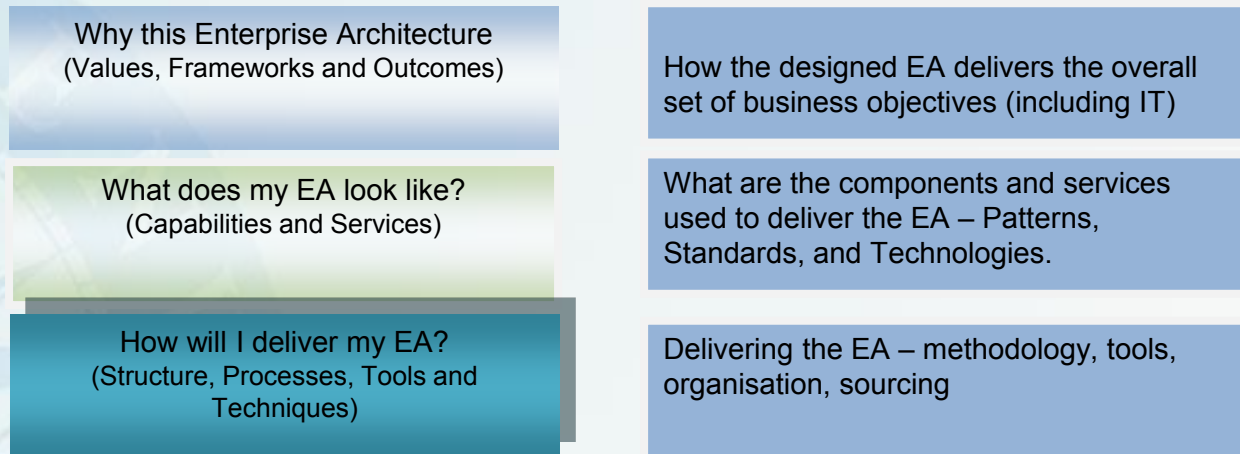 Why this Enterprise Architecture
(Values, Frameworks and Outcomes)
How the designed EA delivers the overall
set of business objectives (including IT)
What does my EA look like?
(Capabilities and Services)
What are the components and services
used to deliver the EA – Patterns,
Standards, and Technologies.
How will I deliver my EA?
(Structure, Processes, Tools and
Techniques)
Delivering the EA – methodology, tools,
organisation, sourcing